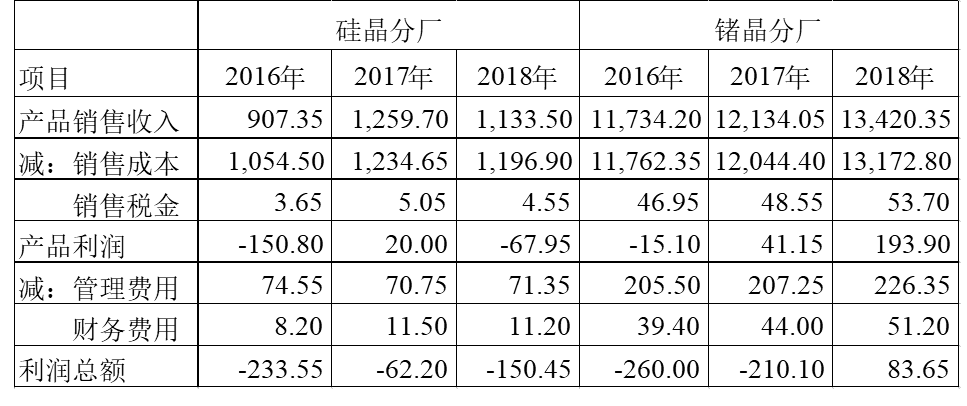 硅晶分厂 锗晶分厂
项目 2016年 2017年 2018年 2016年 2017年 2018年
产品销售收入 907.35 1,259.70 1,133.50 11,734.20 12,134.05 13,420.35
减：销售成本 1,054.50 1,234.65 1,196.90 11,762.35 12,044.40 13,172.80
销售税金 3.65 5.05 4.55 46.95 48.55 53.70
产品利润 -150.80 20.00 -67.95 -15.10 41.15 193.90
减：管理费用 74.55 70.75 71.35 205.50 207.25 226.35
财务费用 8.20 11.50 11.20 39.40 44.00 51.20
利润总额 -233.55 -62.20 -150.45 -260.00 -210.10 83.65